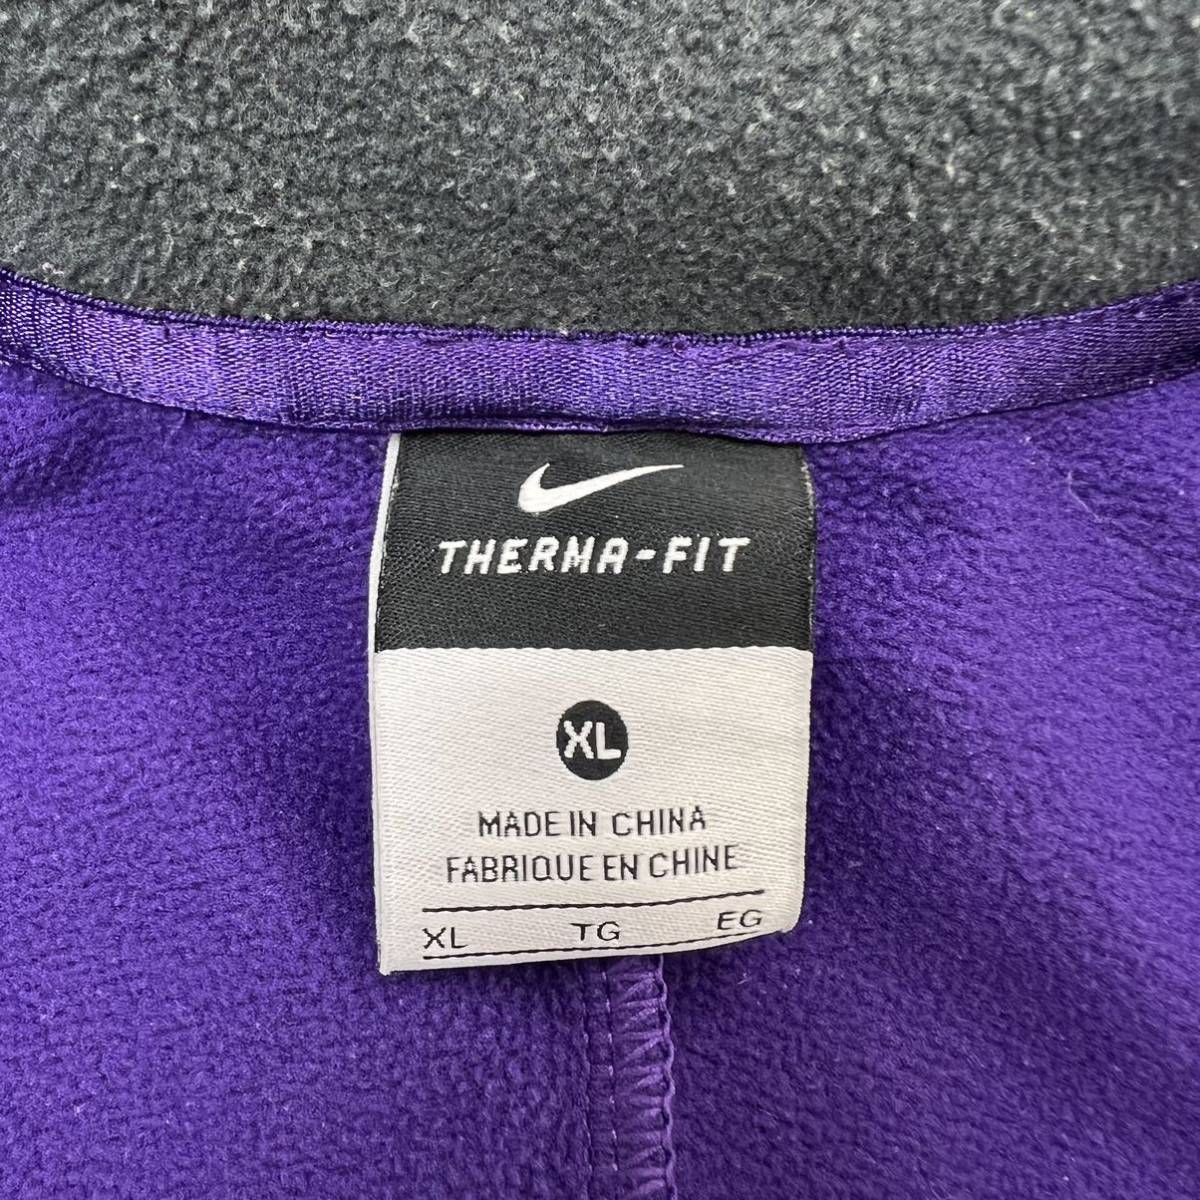 THERMA-FIT
XL
MADE IN CHINA
FABRIQUE EN CHINE
XL TG EG